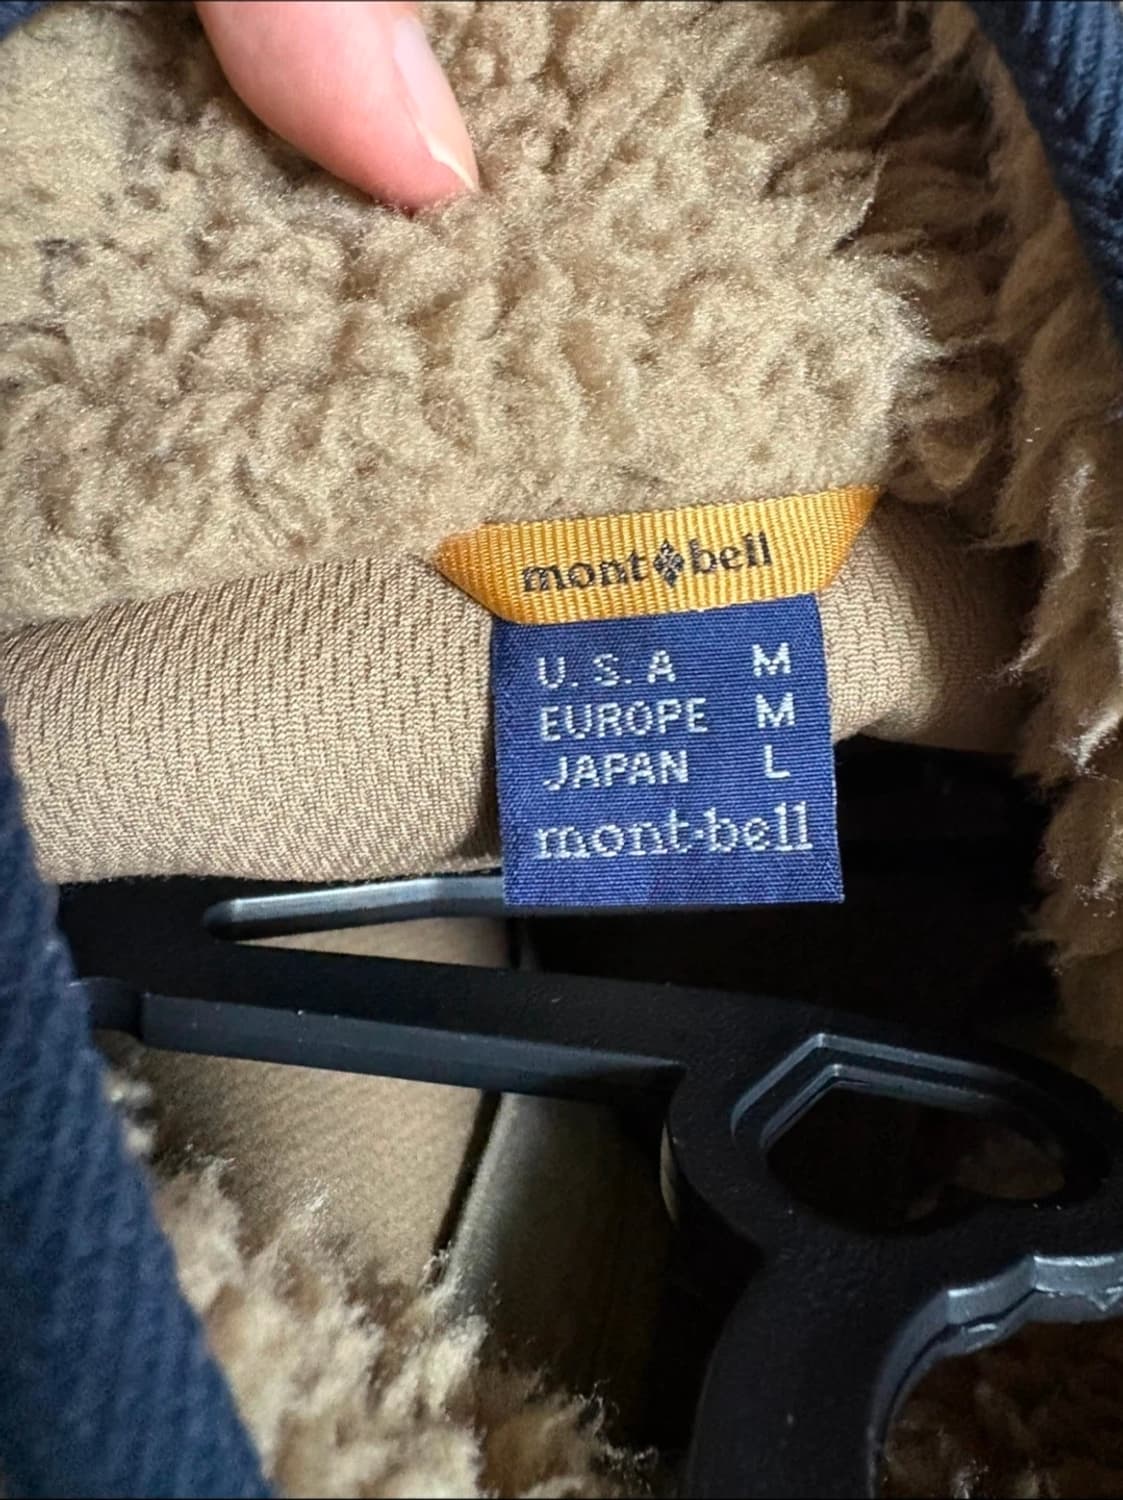 mont bell
U.S.A M
EUROPE M
JAPAN L
mont-bell